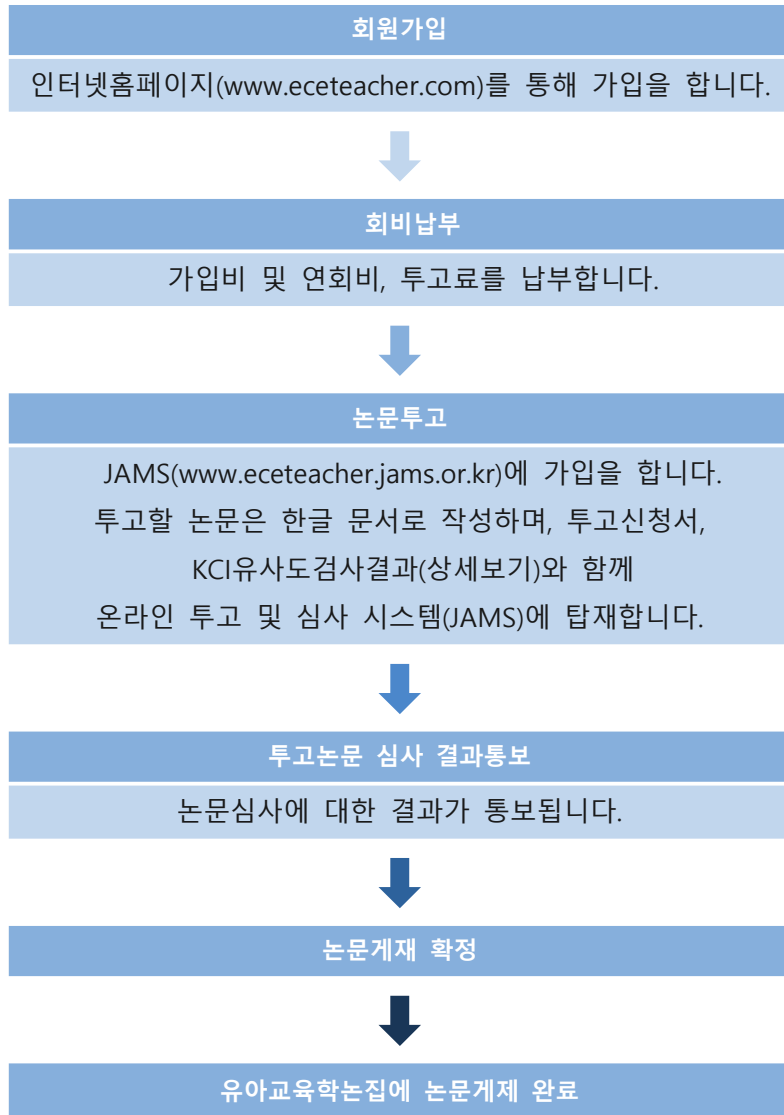 회원가입
인터넷홈페이지(www.eceteacher.com)를 통해 가입을 합니다.
회비납부
가입비 및 연회비, 투고료를 납부합니다.
논문투고
JAMS(www.eceteacher.jams.or.kr)에 가입을 합니다.
투고할 논문은 한글 문서로 작성하며, 투고신청서,
KCI유사도검사결과(상세보기)와 함께
온라인 투고 및 심사 시스템(JAMS)에 탑재합니다.
투고논문 심사 결과통보
논문심사에 대한 결과가 통보됩니다.
논문게재 확정
유아교육학논집에 논문게제 완료